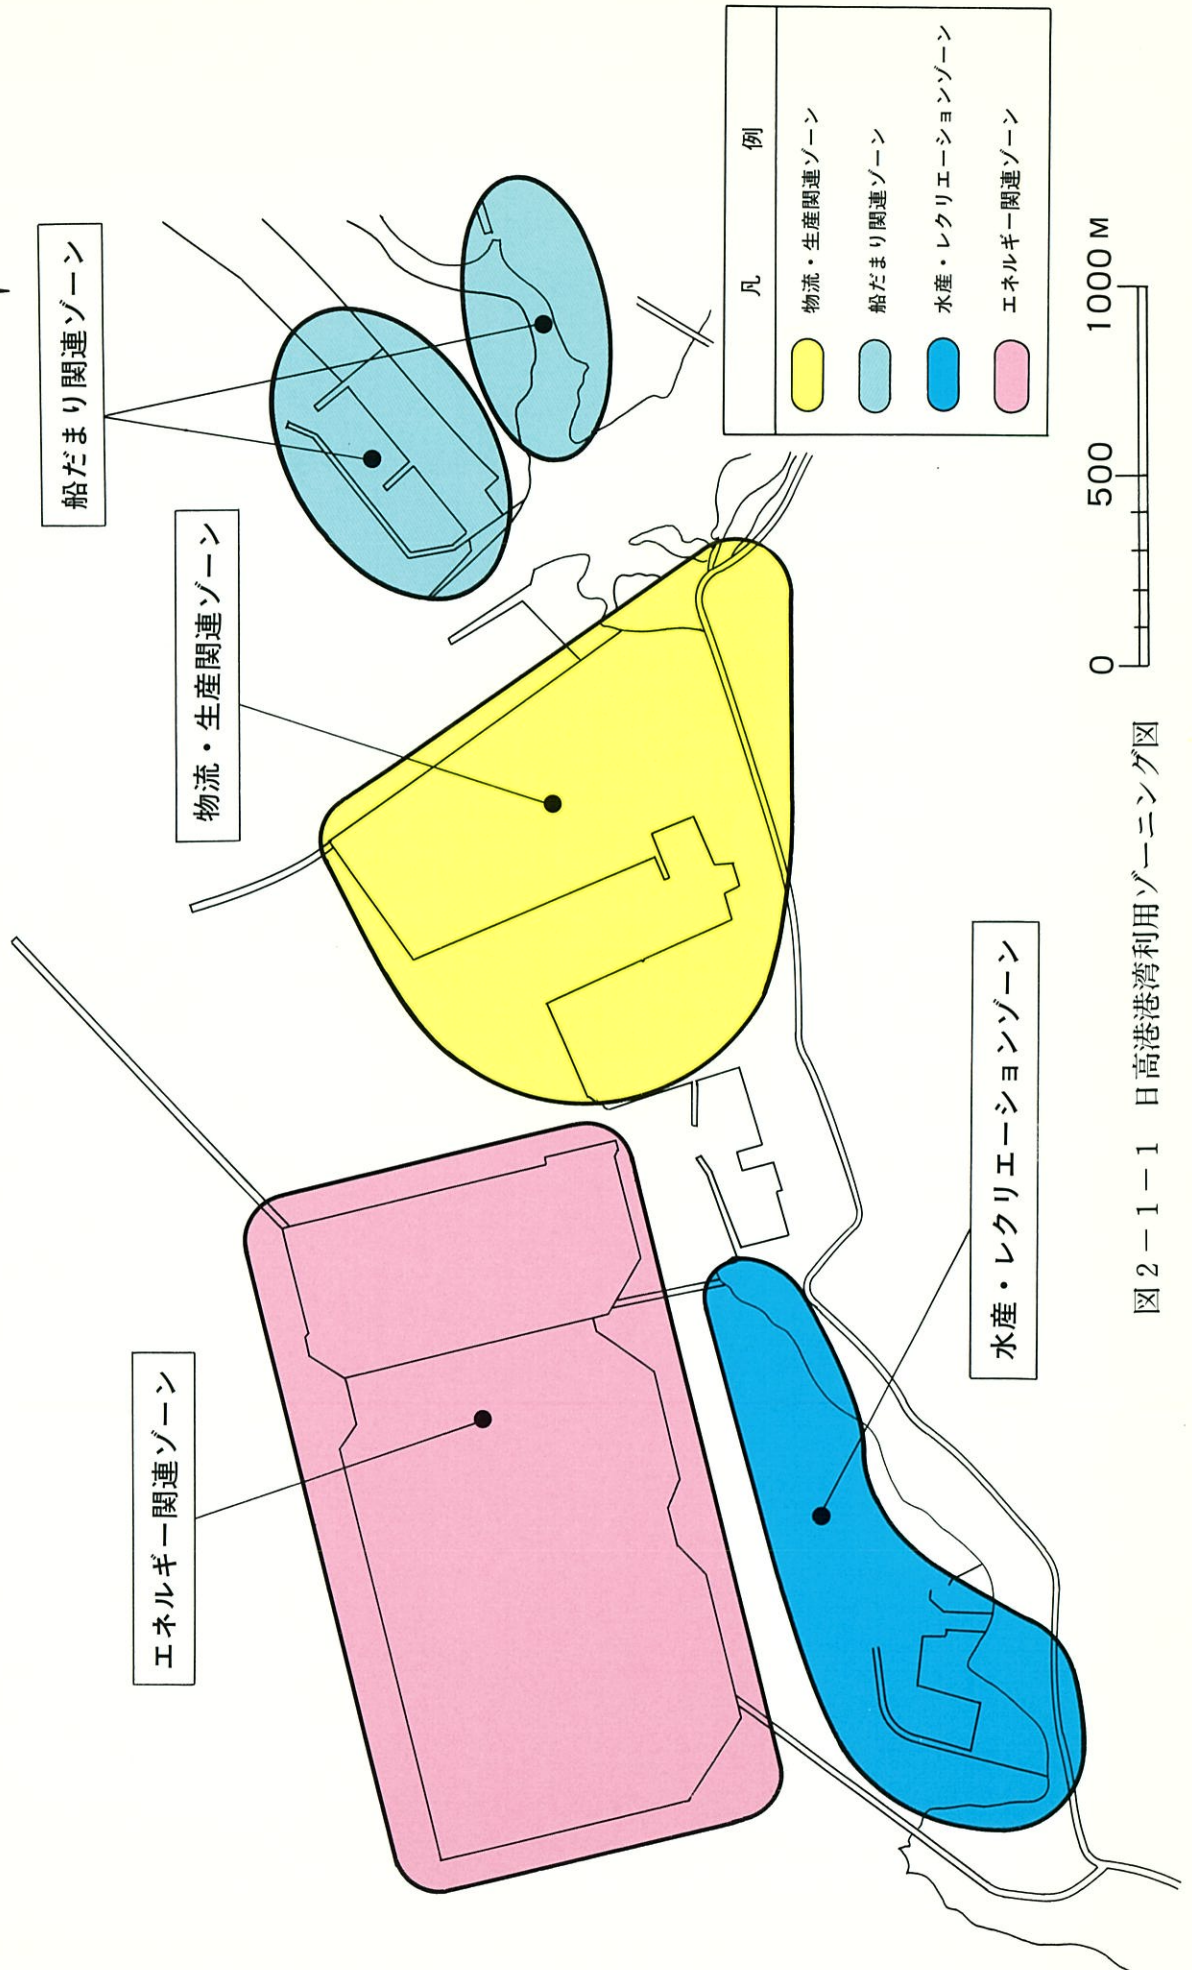 船だまり関連ゾーン
物流・生産関連ゾーン
エネルギー関連ゾーン
水産・レクリエーションゾーン
凡 例
物流・生産関連ゾーン
船だまり関連ゾーン
水産・レクリエーションゾーン
エネルギー関連ゾーン
0 500 1000 M
図2-1-1 日高港港湾利用ゾーニング図